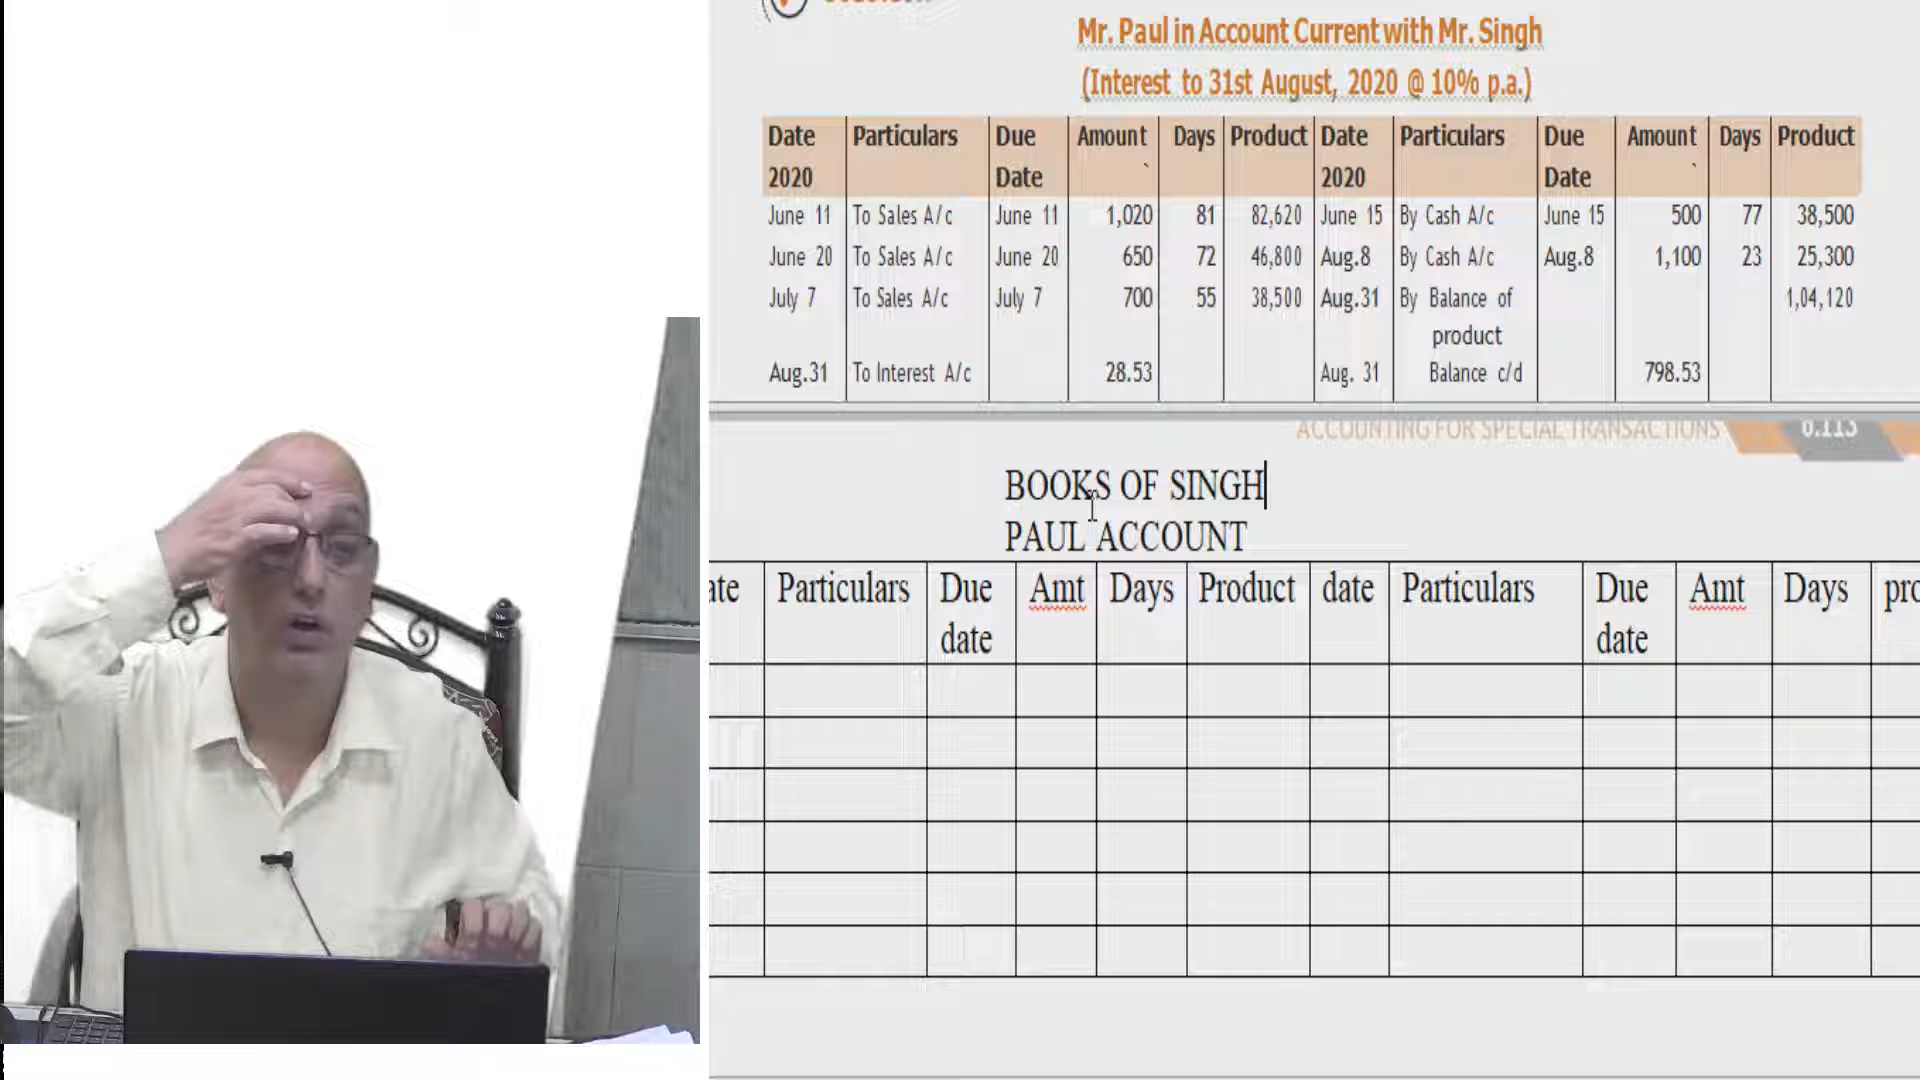 Mr. Paul in Account Current with Mr. Singh
(Interest to 31st August, 2020 @ 10% p.a.)
Date 2020 Particulars Due Date Amount ` Days Product Date 2020 Particulars Due Date Amount ` Days Product
June 11 To Sales A/c June 11 1,020 81 82,620 June 15 By Cash A/c June 15 500 77 38,500
June 20 To Sales A/c June 20 650 72 46,800 Aug.8 By Cash A/c Aug.8 1,100 23 25,300
July 7 To Sales A/c July 7 700 55 38,500 Aug.31 By Balance of product 1,04,120
Aug.31 To Interest A/c 28.53 Aug. 31 Balance c/d 798.53
ACCOUNTING FOR SPECIAL TRANSACTIONS
BOOKS OF SINGH
PAUL ACCOUNT
Particulars Due date Amt Days Product date Particulars Due date Amt Days